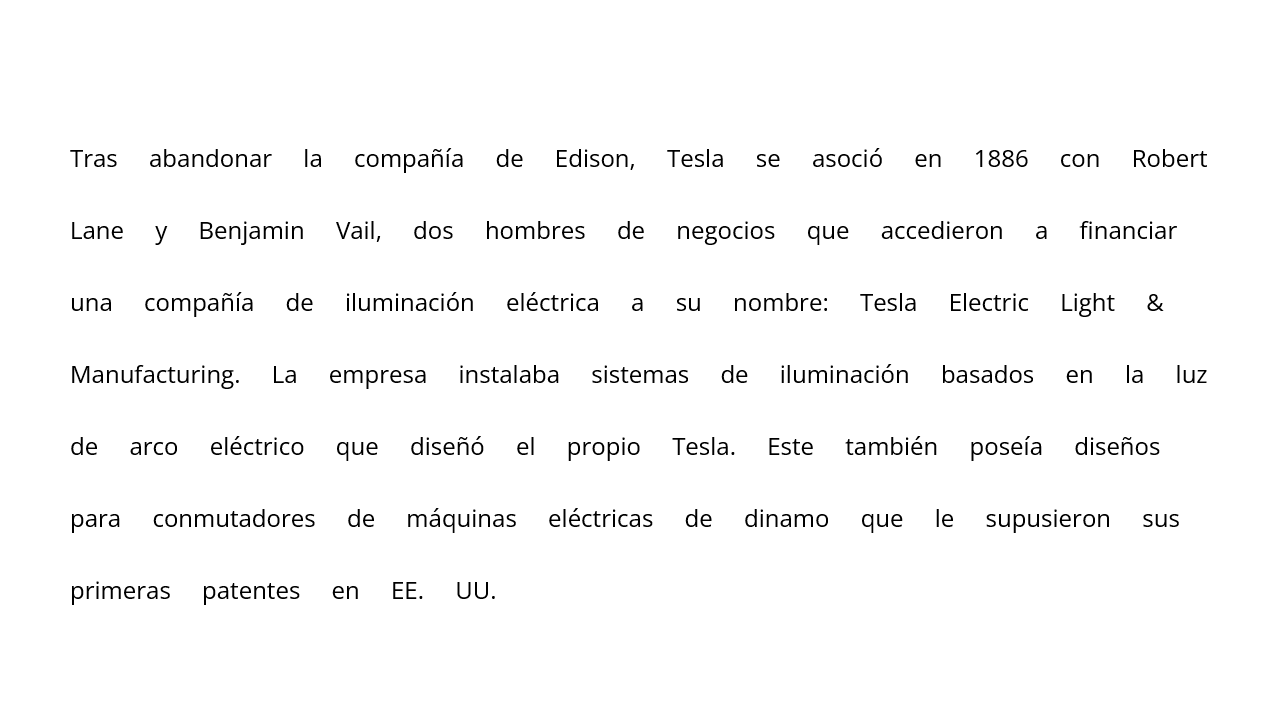 Tras abandonar la compañía de Edison, Tesla se asoció en 1886 con Robert
Lane y Benjamin Vail, dos hombres de negocios que accedieron a financiar
una compañía de iluminación eléctrica a su nombre: Tesla Electric Light &
Manufacturing. La empresa instalaba sistemas de iluminación basados en la luz
de arco eléctrico que diseñó el propio Tesla. Este también poseía diseños
para conmutadores de máquinas eléctricas de dinamo que le supusieron sus
primeras patentes en EE. UU.